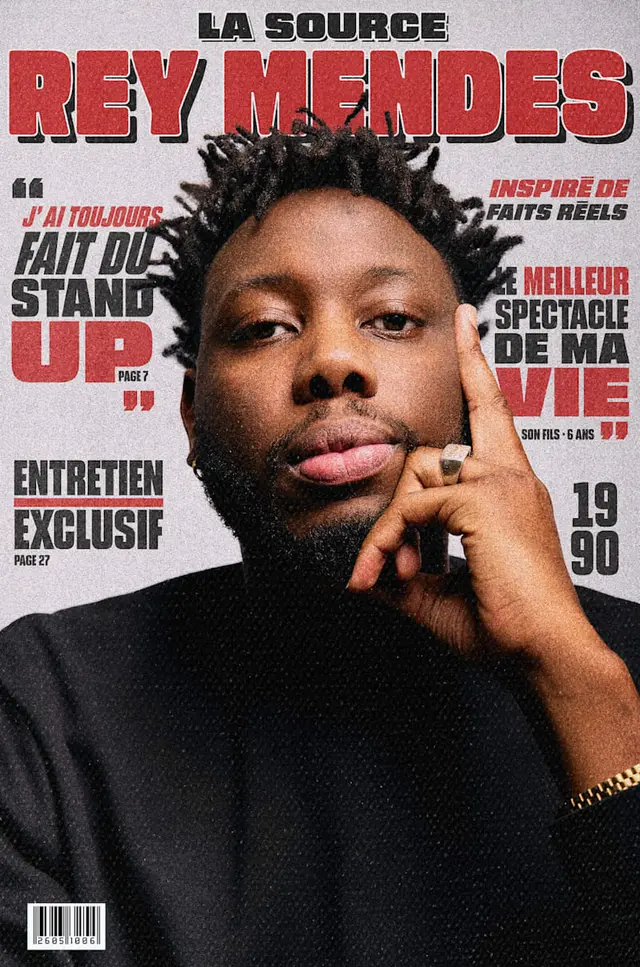 LA SOURCE
REY MENDES
“
J'AI TOUJOURS
FAIT DU
STAND
UP
PAGE 7
”
INSPIRÉ DE
FAITS RÉELS
LE MEILLEUR
SPECTACLE
DE MA
VIE
SON FILS · 6 ANS ”
ENTRETIEN
EXCLUSIF
PAGE 27
19
90
26051006